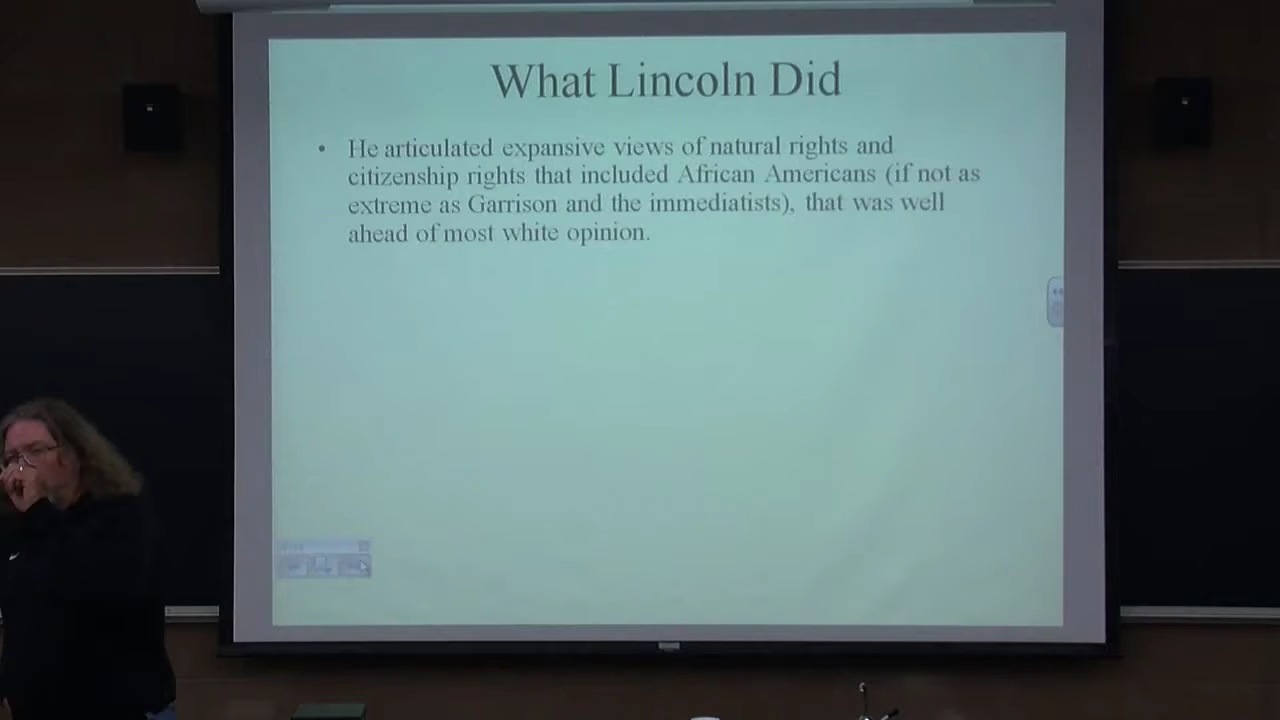 What Lincoln Did
• He articulated expansive views of natural rights and
citizenship rights that included African Americans (if not as
extreme as Garrison and the immediatists), that was well
ahead of most white opinion.